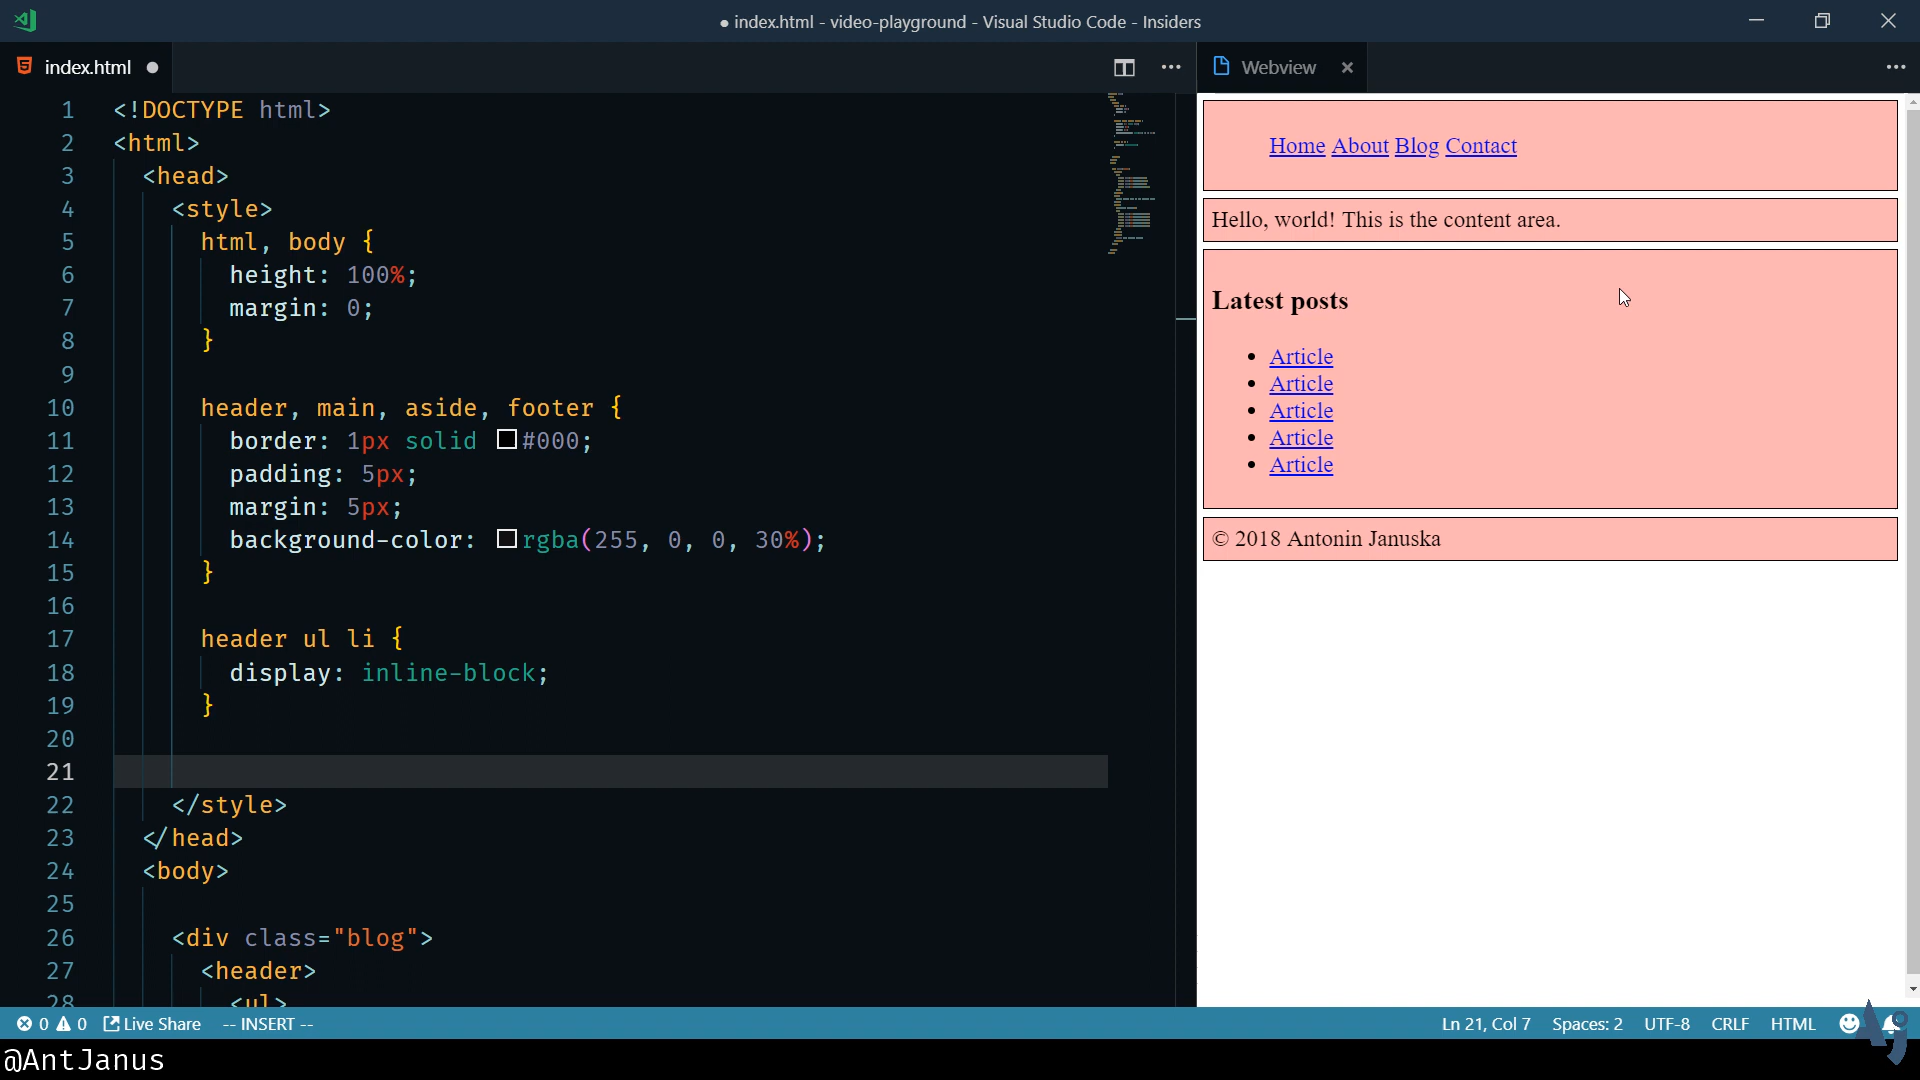 ● index.html - video-playground - Visual Studio Code - Insiders
index.html ●
Webview
1 <!DOCTYPE html>
2 <html>
3 <head>
4 <style>
5 html, body {
6 height: 100%;
7 margin: 0;
8 }
9
10 header, main, aside, footer {
11 border: 1px solid #000;
12 padding: 5px;
13 margin: 5px;
14 background-color: rgba(255, 0, 0, 30%);
15 }
16
17 header ul li {
18 display: inline-block;
19 }
20
21
22 </style>
23 </head>
24 <body>
25
26 <div class="blog">
27 <header>
28 <ul>
Home About Blog Contact
Hello, world! This is the content area.
Latest posts
• Article
• Article
• Article
• Article
• Article
© 2018 Antonin Januska
0 0 Live Share -- INSERT -- Ln 21, Col 7 Spaces: 2 UTF-8 CRLF HTML
@AntJanus
Aj